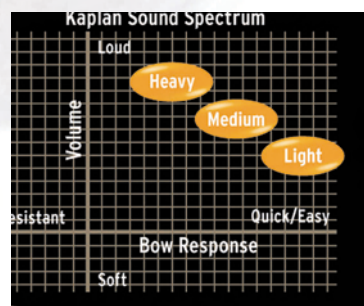 Kaplan Sound Spectrum
Loud
Heavy
Medium
Volume
Light
esistant
Quick/Easy
Bow Response
Soft